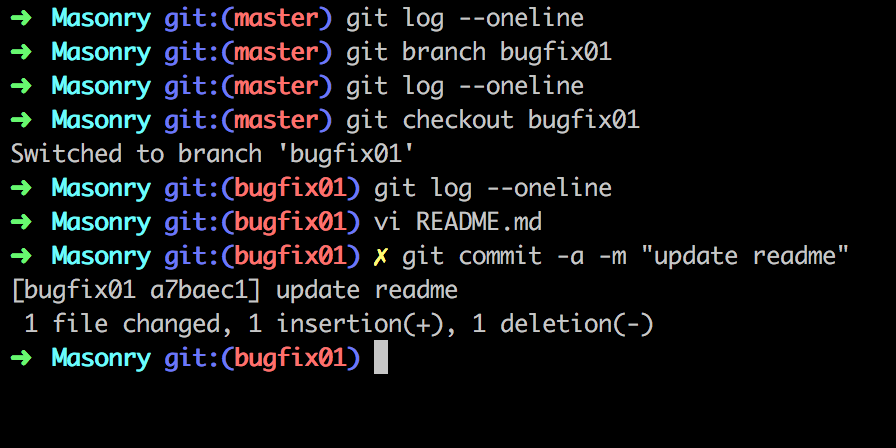 ➜ Masonry git:(master) git log --oneline
➜ Masonry git:(master) git branch bugfix01
➜ Masonry git:(master) git log --oneline
➜ Masonry git:(master) git checkout bugfix01
Switched to branch 'bugfix01'
➜ Masonry git:(bugfix01) git log --oneline
➜ Masonry git:(bugfix01) vi README.md
➜ Masonry git:(bugfix01) ✗ git commit -a -m "update readme"
[bugfix01 a7baec1] update readme
1 file changed, 1 insertion(+), 1 deletion(-)
➜ Masonry git:(bugfix01)